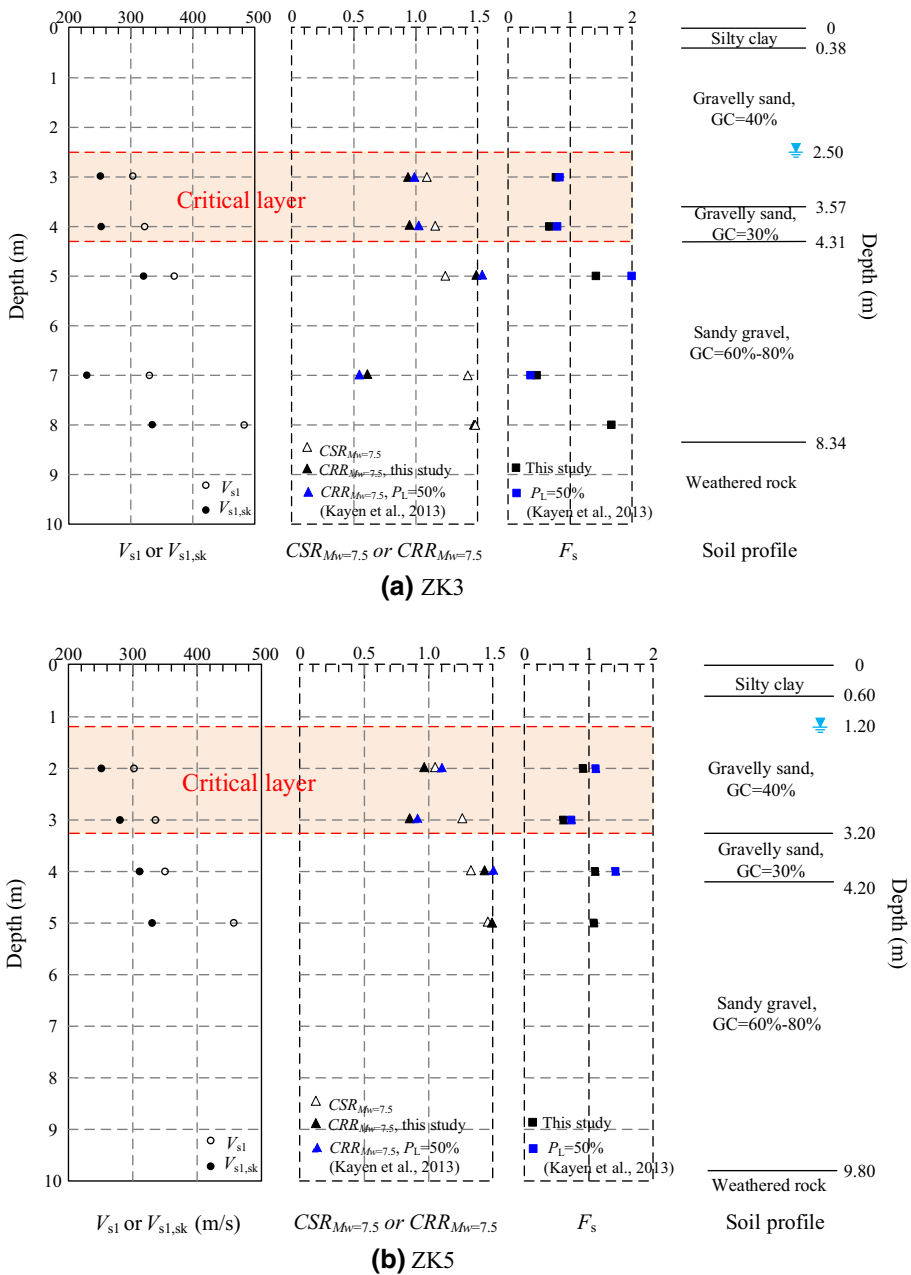 200 300 400 500 0 0.5 1.0 1.5 0 1 2
0
1
2
3
4
5
6
7
8
9
10
Depth (m)
Critical layer
Vs1
Vs1,sk
CSRMw=7.5
CRRMw=7.5, this study
CRRMw=7.5, PL=50%
(Kayen et al., 2013)
This study
PL=50%
(Kayen et al., 2013)
0
Silty clay
0.38
Gravelly sand,
GC=40%
2.50
3.57
Gravelly sand,
GC=30%
4.31
Depth (m)
Sandy gravel,
GC=60%-80%
8.34
Weathered rock
Vs1 or Vs1,sk CSRMw=7.5 or CRRMw=7.5 Fs Soil profile
(a) ZK3
200 300 400 500 0 0.5 1.0 1.5 0 1 2
0
1
2
3
4
5
6
7
8
9
10
Depth (m)
Critical layer
Vs1
Vs1,sk
CSRMw=7.5
CRRMw=7.5, this study
CRRMw=7.5, PL=50%
(Kayen et al., 2013)
This study
PL=50%
(Kayen et al., 2013)
0
Silty clay
0.60
1.20
Gravelly sand,
GC=40%
3.20
Gravelly sand,
GC=30%
4.20
Depth (m)
Sandy gravel,
GC=60%-80%
9.80
Weathered rock
Vs1 or Vs1,sk (m/s) CSRMw=7.5 or CRRMw=7.5 Fs Soil profile
(b) ZK5